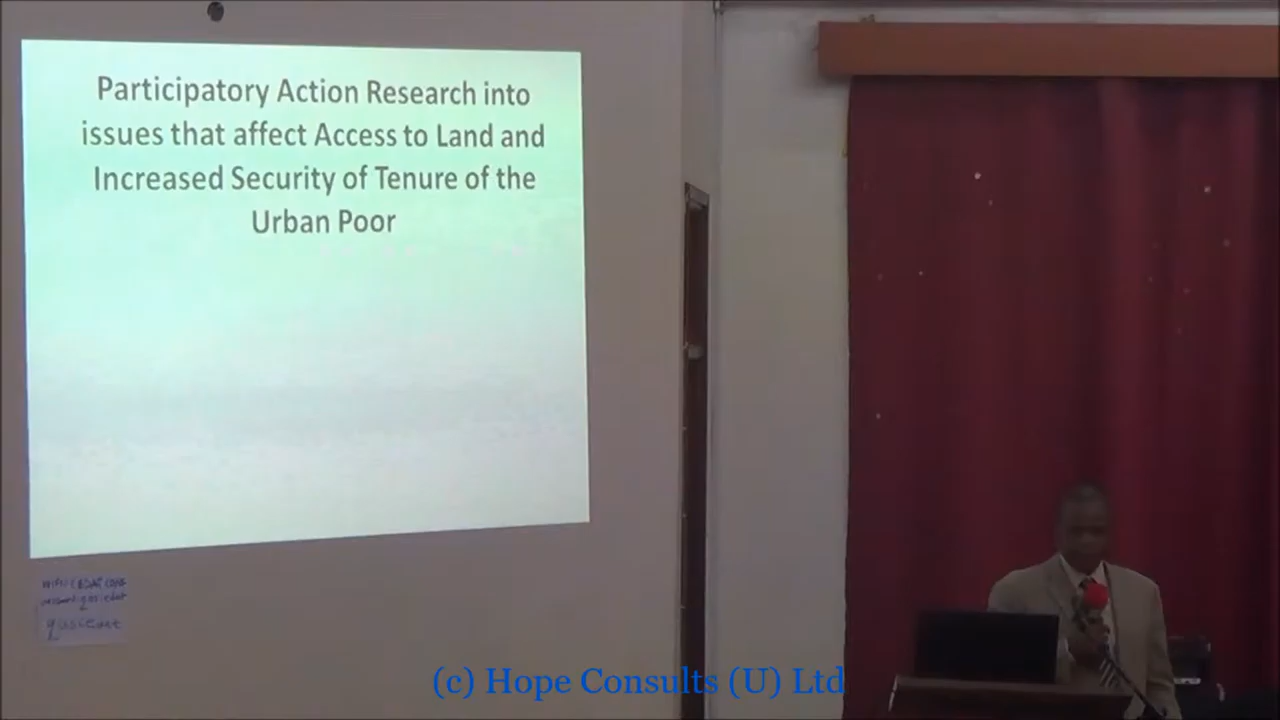 Participatory Action Research into
issues that affect Access to Land and
Increased Security of Tenure of the
Urban Poor
(c) Hope Consults (U) Ltd